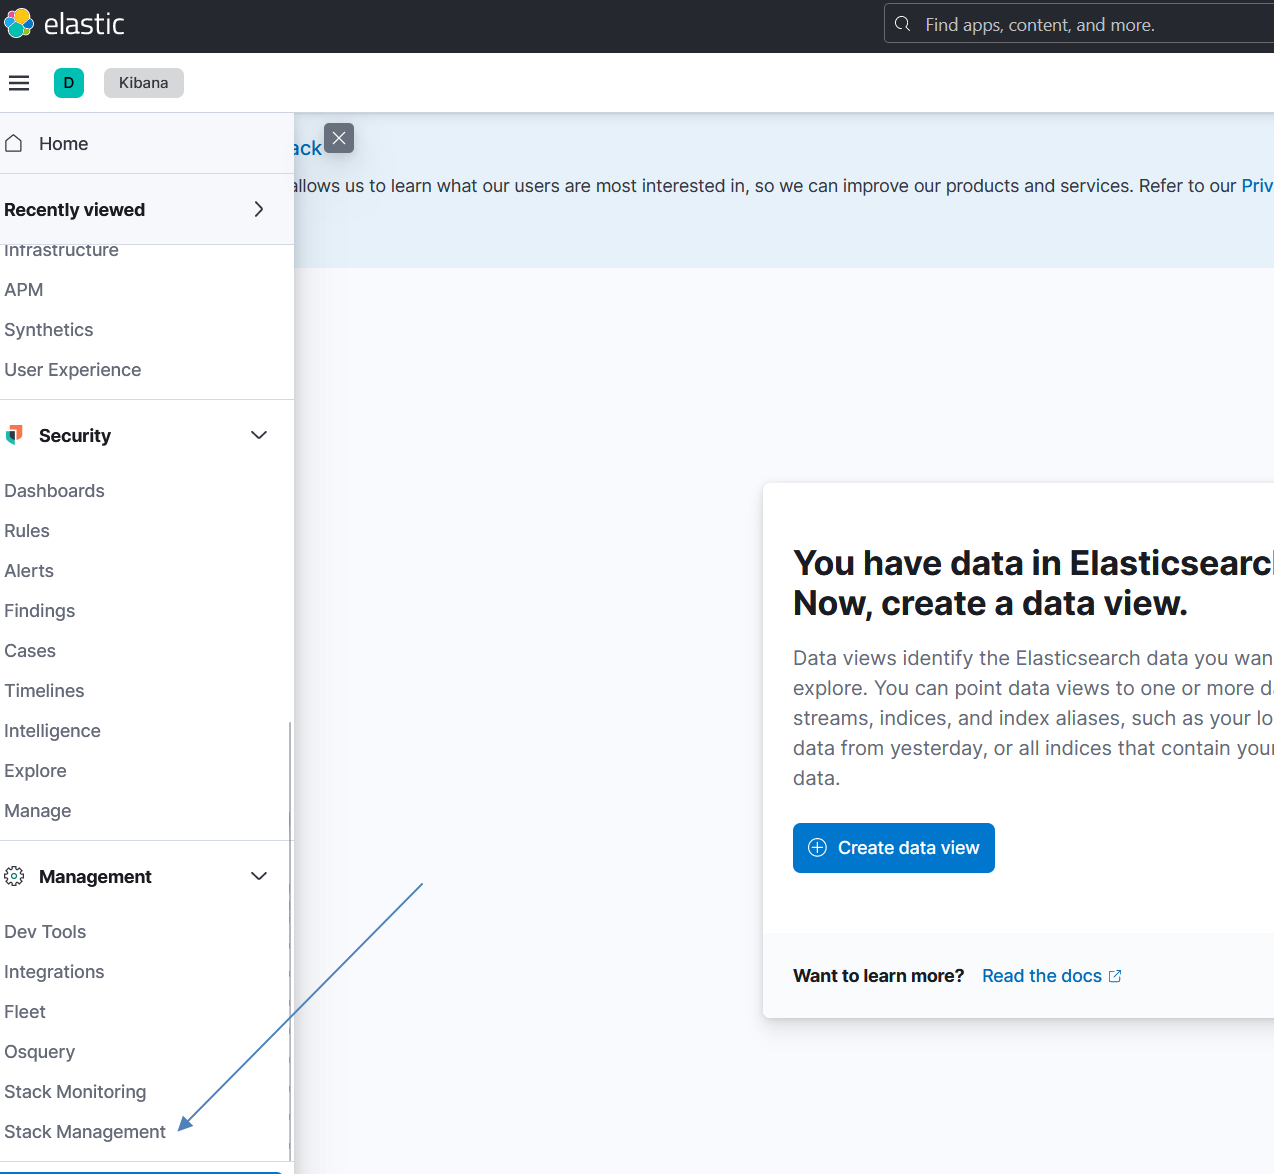 elastic
Find apps, content, and more.
D
Kibana
Home
ack
allows us to learn what our users are most interested in, so we can improve our products and services. Refer to our Priv
Recently viewed
Infrastructure
APM
Synthetics
User Experience
Security
Dashboards
Rules
Alerts
Findings
Cases
Timelines
Intelligence
Explore
Manage
Management
Dev Tools
Integrations
Fleet
Osquery
Stack Monitoring
Stack Management
You have data in Elasticsearch
Now, create a data view.
Data views identify the Elasticsearch data you wan
explore. You can point data views to one or more da
streams, indices, and index aliases, such as your lo
data from yesterday, or all indices that contain your
data.
Create data view
Want to learn more? Read the docs